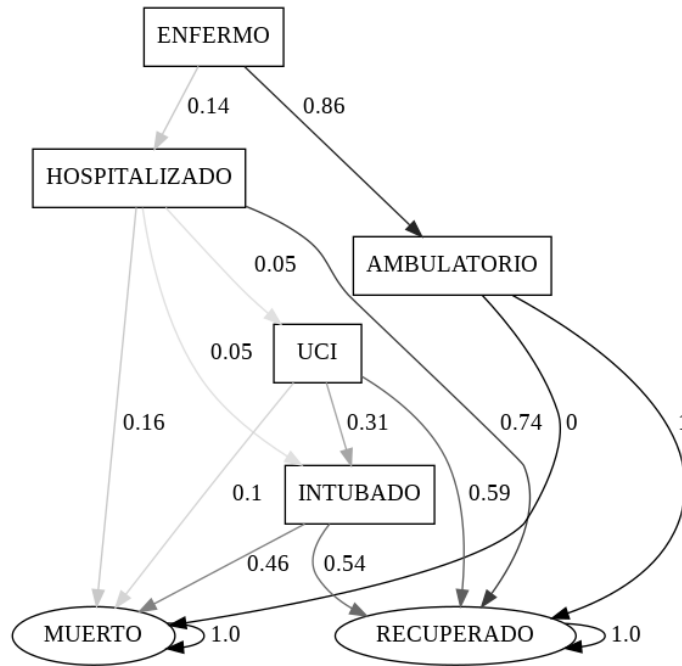 ENFERMO
0.14
0.86
HOSPITALIZADO
AMBULATORIO
0.05
UCI
0.05
0.16
0.31
0.74
0
INTUBADO
0.1
0.59
0.46
0.54
MUERTO
1.0
RECUPERADO
1.0